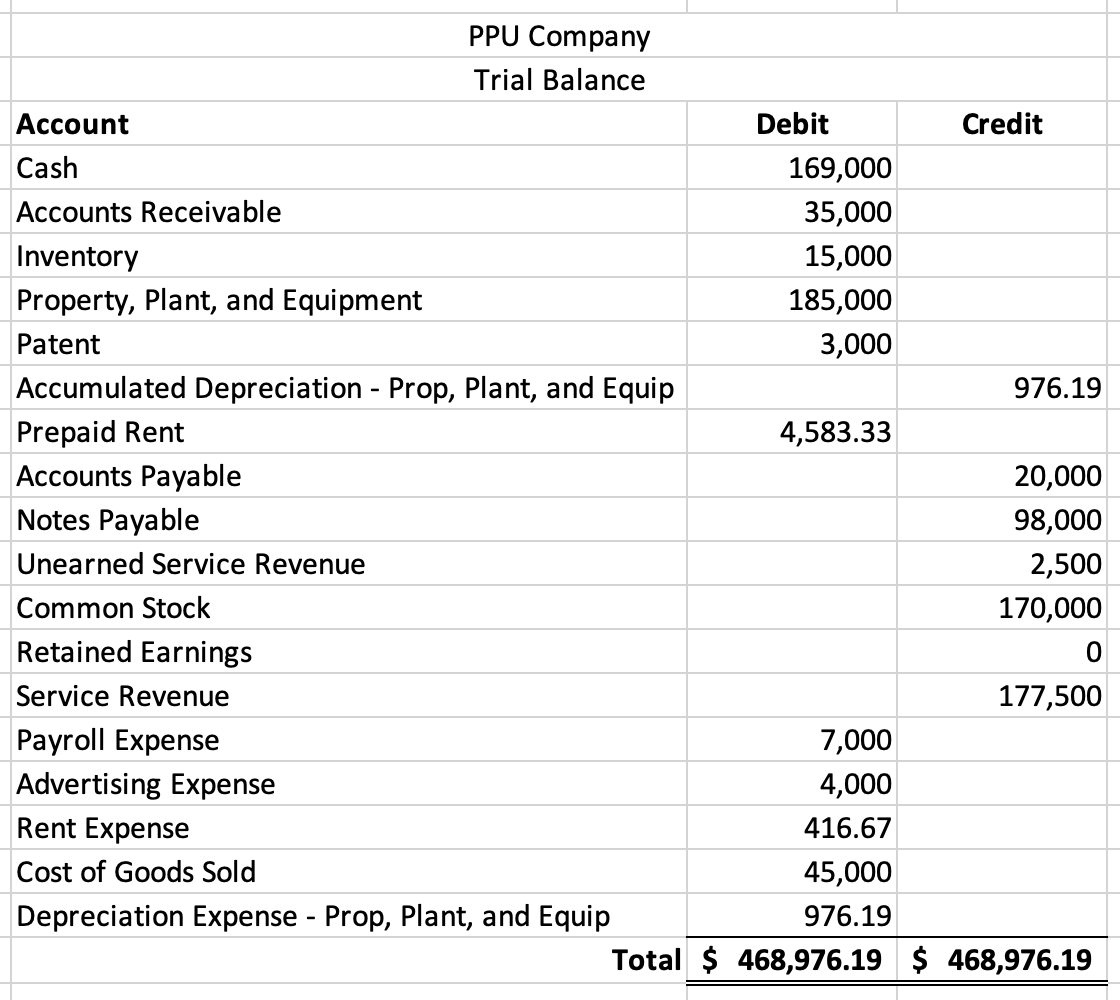 PPU Company
Trial Balance
Account Debit Credit
Cash 169,000
Accounts Receivable 35,000
Inventory 15,000
Property, Plant, and Equipment 185,000
Patent 3,000
Accumulated Depreciation - Prop, Plant, and Equip 976.19
Prepaid Rent 4,583.33
Accounts Payable 20,000
Notes Payable 98,000
Unearned Service Revenue 2,500
Common Stock 170,000
Retained Earnings 0
Service Revenue 177,500
Payroll Expense 7,000
Advertising Expense 4,000
Rent Expense 416.67
Cost of Goods Sold 45,000
Depreciation Expense - Prop, Plant, and Equip 976.19
Total $ 468,976.19 $ 468,976.19